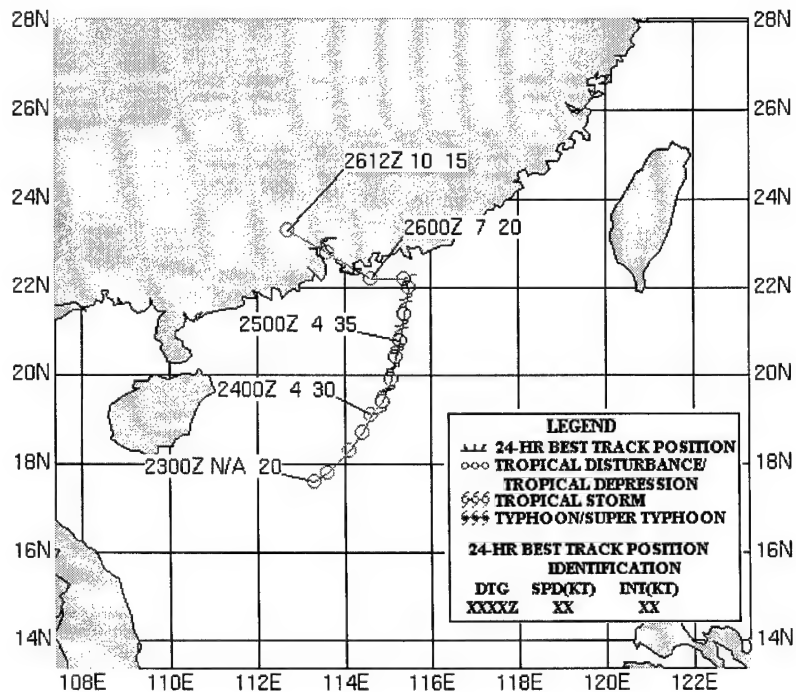 28N
28N
26N
26N
24N
24N
22N
22N
20N
20N
18N
18N
16N
16N
14N
14N
2612Z 10 15
2600Z 7 20
2500Z 4 35
2400Z 4 30
2300Z N/A 20
LEGEND
24-HR BEST TRACK POSITION
TROPICAL DISTURBANCE/
TROPICAL DEPRESSION
TROPICAL STORM
TYPHOON/SUPER TYPHOON
24-HR BEST TRACK POSITION
IDENTIFICATION
DTG SPD(KT) INT(KT)
XXXXZ XX XX
108E 110E 112E 114E 116E 118E 120E 122E